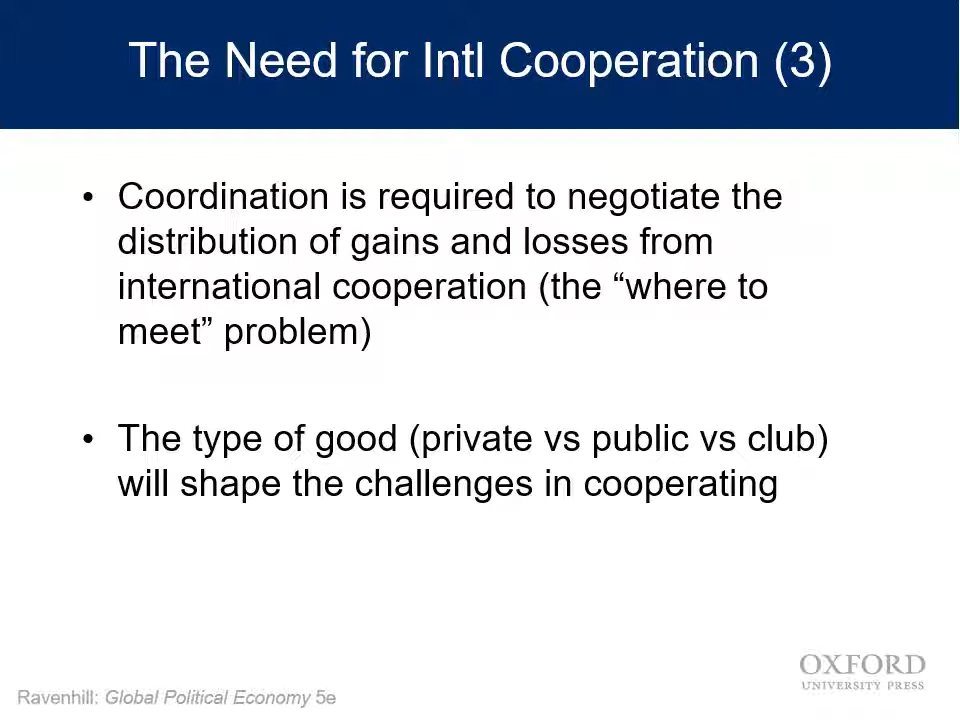 The Need for Intl Cooperation (3)
• Coordination is required to negotiate the
distribution of gains and losses from
international cooperation (the “where to
meet” problem)
• The type of good (private vs public vs club)
will shape the challenges in cooperating
OXFORD
UNIVERSITY PRESS
Ravenhill: Global Political Economy 5e